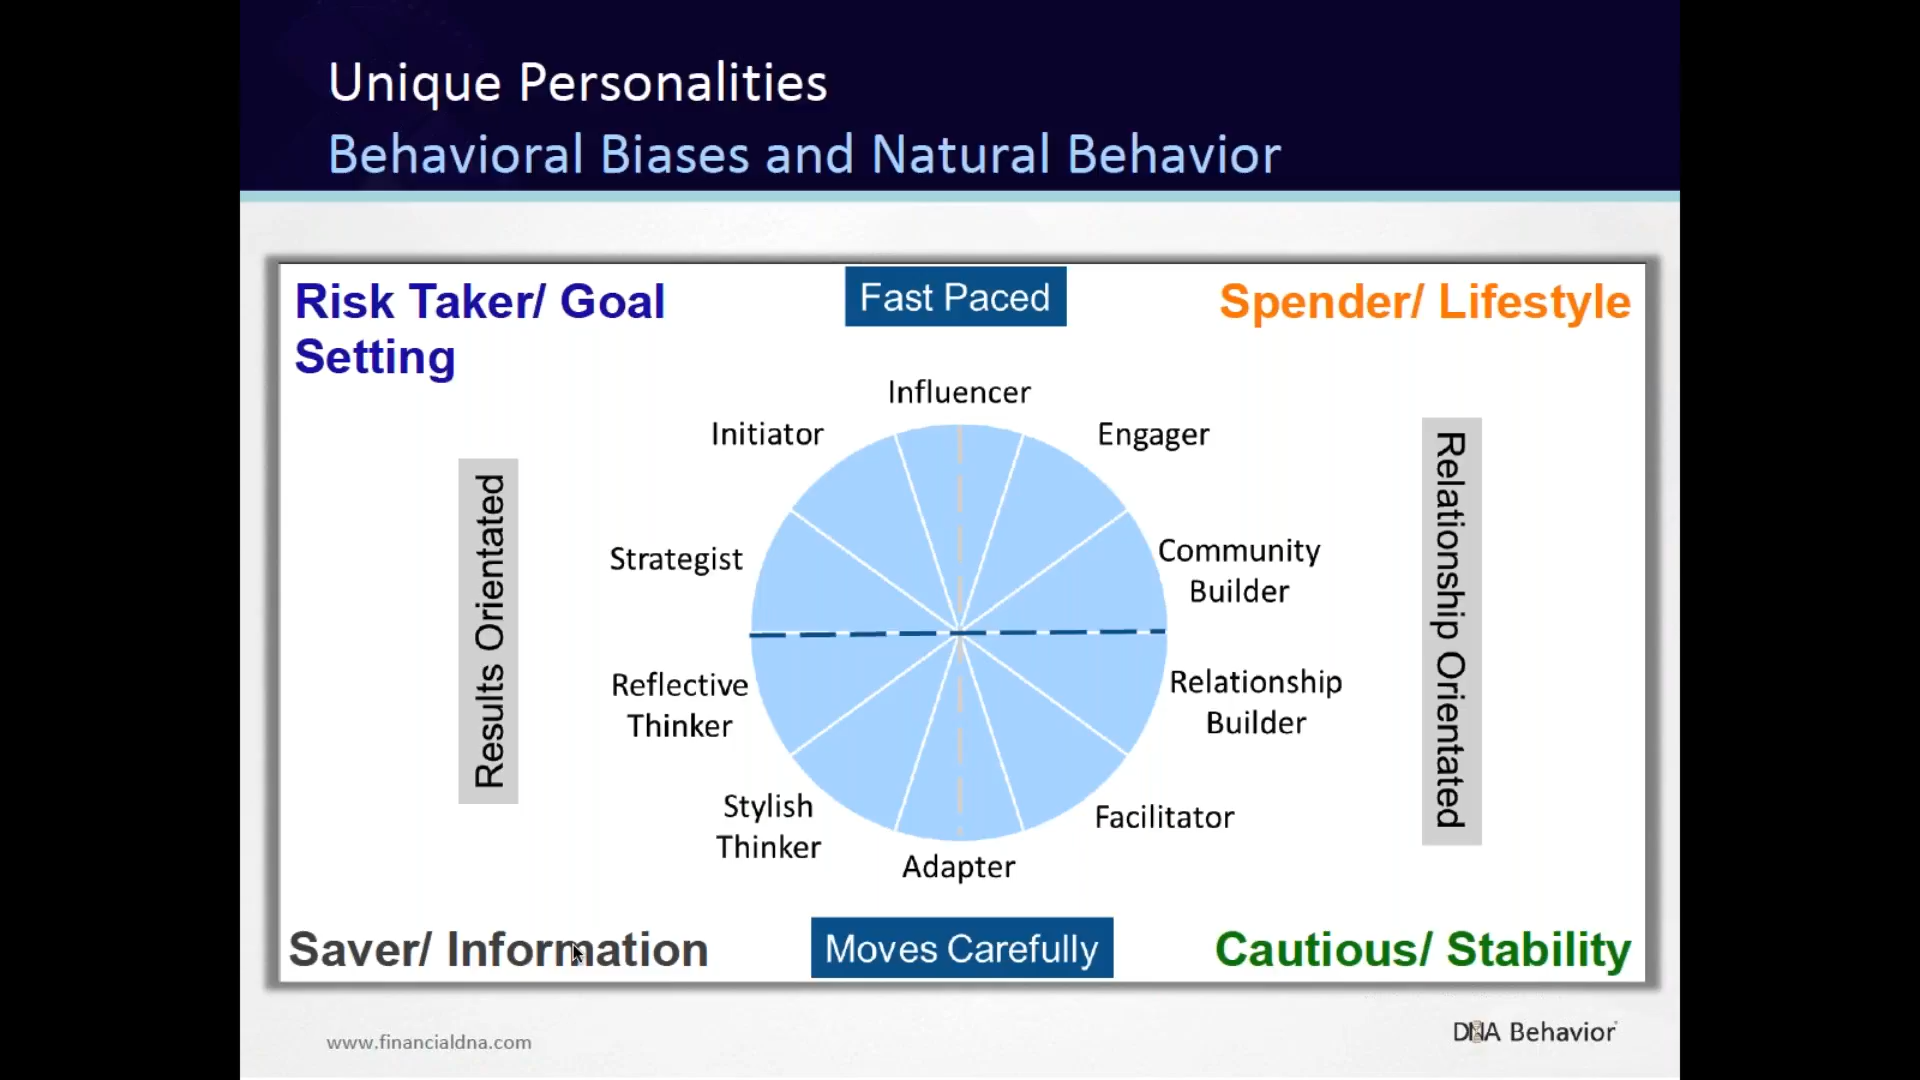 Unique Personalities
Behavioral Biases and Natural Behavior
Risk Taker/ Goal
Setting
Fast Paced
Spender/ Lifestyle
Influencer
Initiator
Engager
Results Orientated
Relationship Orientated
Strategist
Community
Builder
Reflective
Thinker
Relationship
Builder
Stylish
Thinker
Facilitator
Adapter
Saver/ Information
Moves Carefully
Cautious/ Stability
www.financialdna.com
DNA Behavior